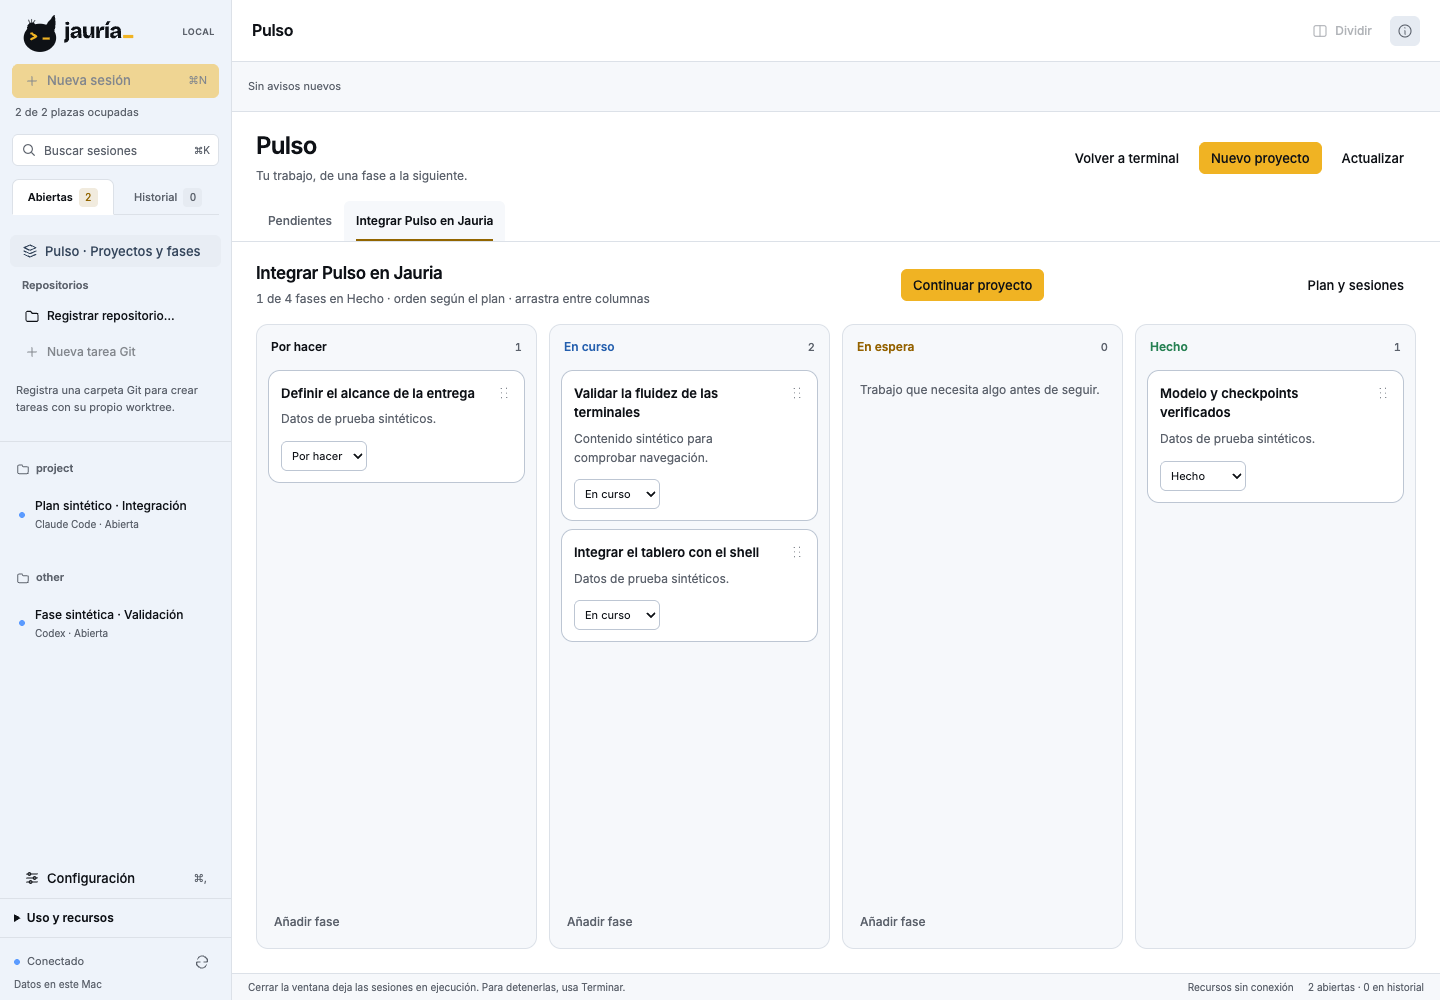 jauría_
LOCAL
Nueva sesión ⌘N
2 de 2 plazas ocupadas
Buscar sesiones ⌘K
Abiertas 2 Historial 0
Pulso · Proyectos y fases
Repositorios
Registrar repositorio...
Nueva tarea Git
Registra una carpeta Git para crear
tareas con su propio worktree.
project
Plan sintético · Integración
Claude Code · Abierta
other
Fase sintética · Validación
Codex · Abierta
Configuración ⌘,
Uso y recursos
Conectado
Datos en este Mac
Pulso
Dividir
Sin avisos nuevos
Pulso
Tu trabajo, de una fase a la siguiente.
Volver a terminal
Nuevo proyecto
Actualizar
Pendientes
Integrar Pulso en Jauria
Integrar Pulso en Jauria
1 de 4 fases en Hecho · orden según el plan · arrastra entre columnas
Continuar proyecto
Plan y sesiones
Por hacer 1
Definir el alcance de la entrega
Datos de prueba sintéticos.
Por hacer
Añadir fase
En curso 2
Validar la fluidez de las
terminales
Contenido sintético para
comprobar navegación.
En curso
Integrar el tablero con el shell
Datos de prueba sintéticos.
En curso
Añadir fase
En espera 0
Trabajo que necesita algo antes de seguir.
Añadir fase
Hecho 1
Modelo y checkpoints
verificados
Datos de prueba sintéticos.
Hecho
Cerrar la ventana deja las sesiones en ejecución. Para detenerlas, usa Terminar.
Recursos sin conexión
2 abiertas · 0 en historial